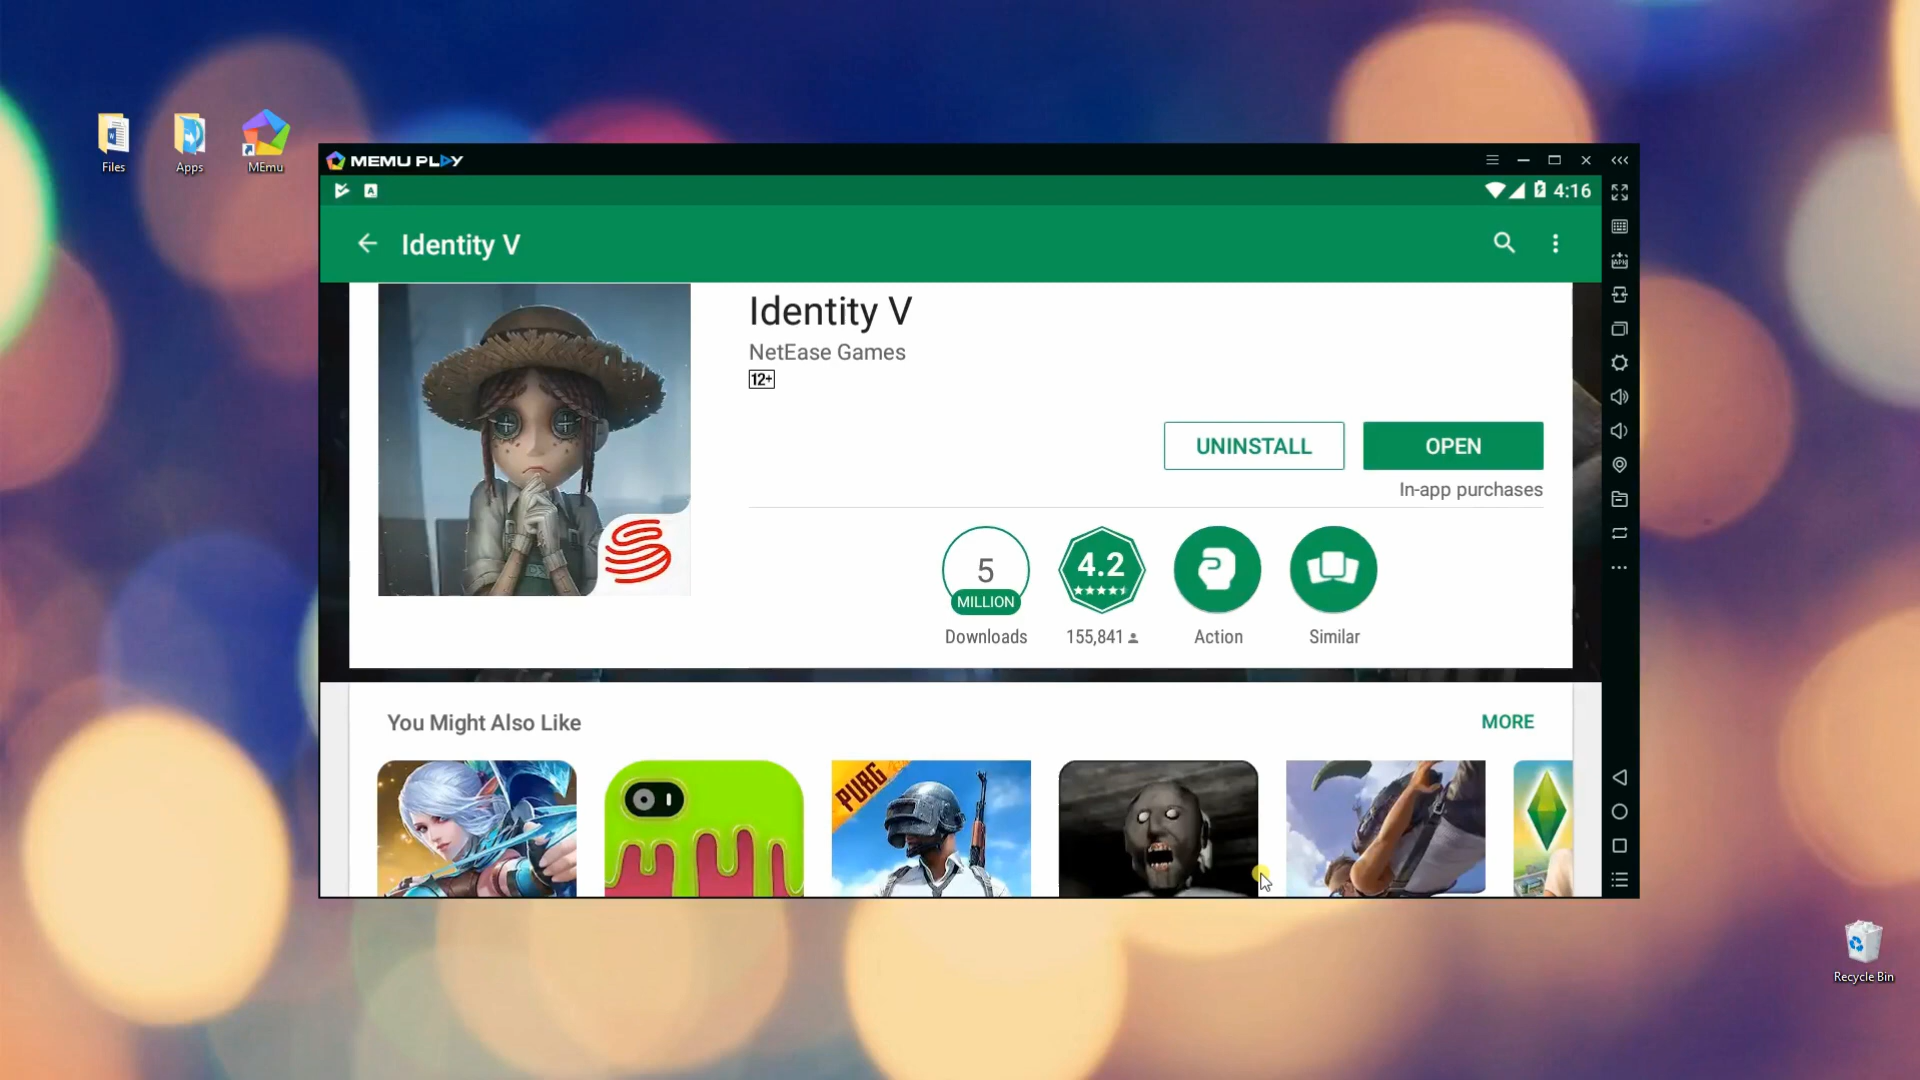 Files
Apps
MEmu
MEMU PLAY
4:16
Identity V
Identity V
NetEase Games
12+
UNINSTALL
OPEN
In-app purchases
5
MILLION
4.2
Downloads
155,841
Action
Similar
You Might Also Like
MORE
PUBG
Recycle Bin